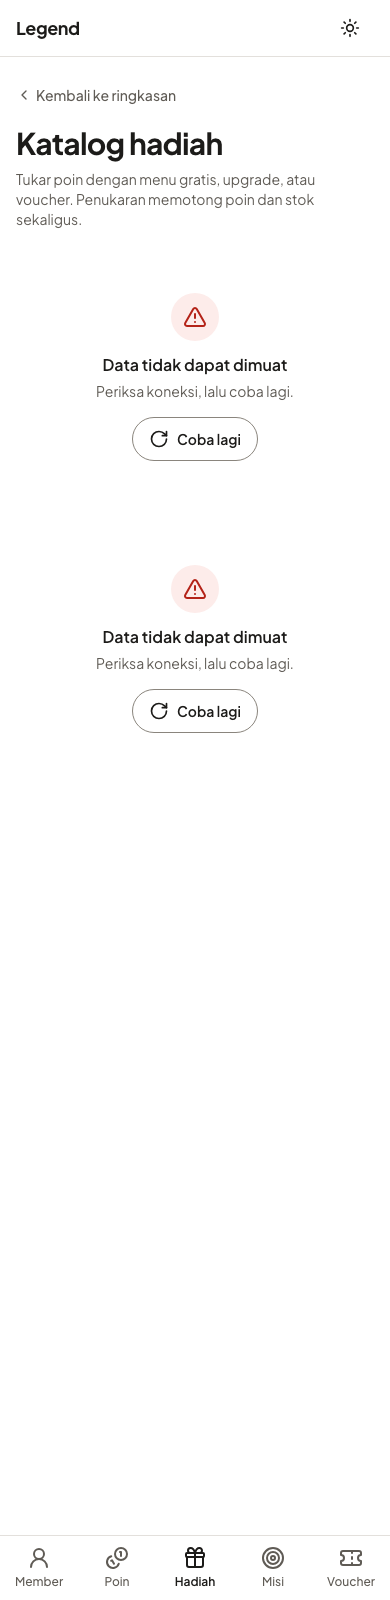 Legend
Kembali ke ringkasan
Katalog hadiah
Tukar poin dengan menu gratis, upgrade, atau
voucher. Penukaran memotong poin dan stok
sekaligus.
Data tidak dapat dimuat
Periksa koneksi, lalu coba lagi.
Coba lagi
Data tidak dapat dimuat
Periksa koneksi, lalu coba lagi.
Coba lagi
Member Poin Hadiah Misi Voucher